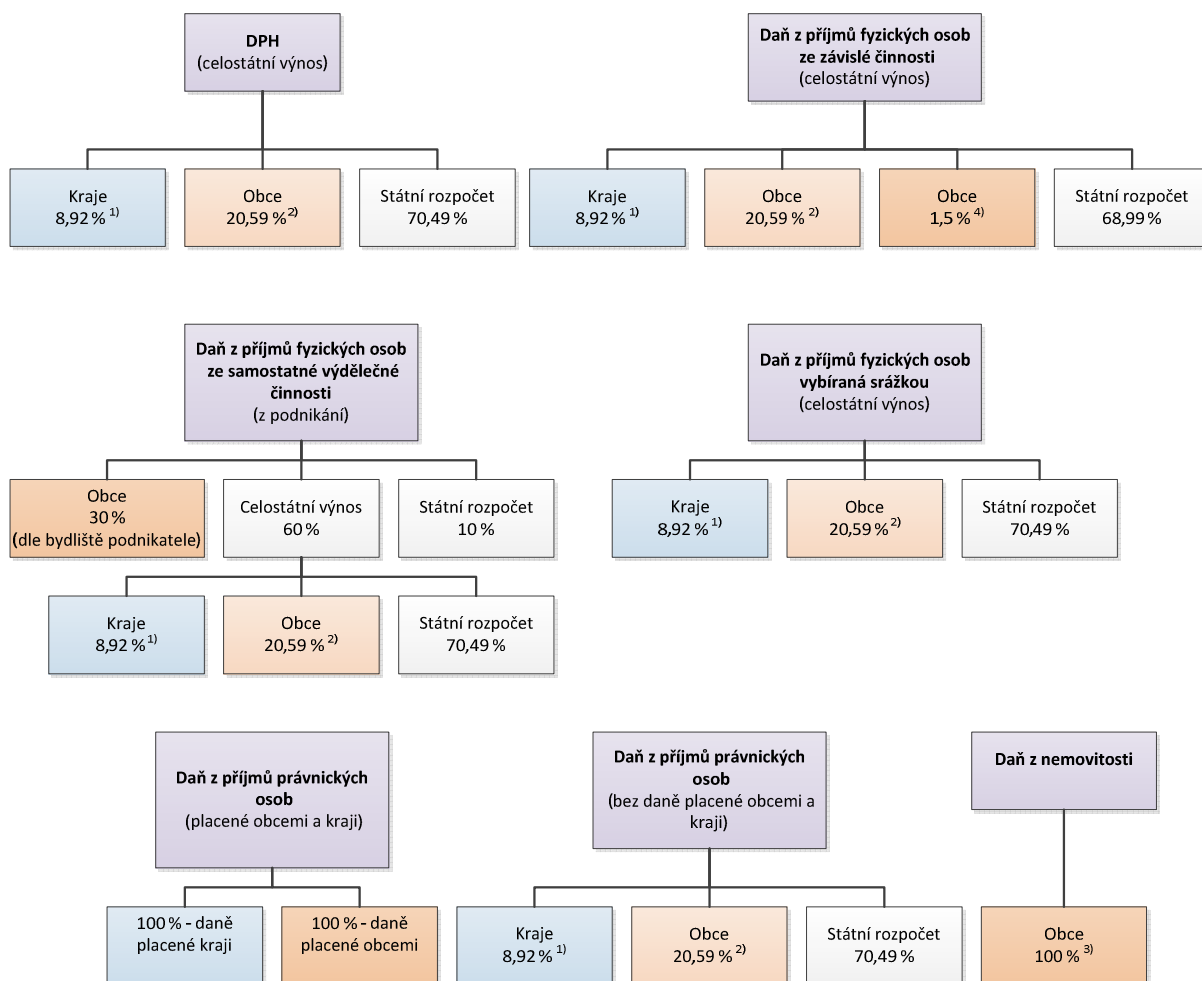 DPH
(celostátní výnos)
Kraje
8,92 % 1)
Obce
20,59 % 2)
Státní rozpočet
70,49 %
Daň z příjmů fyzických osob
ze závislé činnosti
(celostátní výnos)
Kraje
8,92 % 1)
Obce
20,59 % 2)
Obce
1,5 % 4)
Státní rozpočet
68,99 %
Daň z příjmů fyzických osob
ze samostatné výdělečné
činnosti
(z podnikání)
Obce
30 %
(dle bydliště podnikatele)
Celostátní výnos
60 %
Státní rozpočet
10 %
Kraje
8,92 % 1)
Obce
20,59 % 2)
Státní rozpočet
70,49 %
Daň z příjmů fyzických osob
vybíraná srážkou
(celostátní výnos)
Kraje
8,92 % 1)
Obce
20,59 % 2)
Státní rozpočet
70,49 %
Daň z příjmů právnických
osob
(placené obcemi a kraji)
100 % - daně
placené kraji
100 % - daně
placené obcemi
Daň z příjmů právnických
osob
(bez daně placené obcemi a
kraji)
Kraje
8,92 % 1)
Obce
20,59 % 2)
Státní rozpočet
70,49 %
Daň z nemovitosti
Obce
100 % 3)